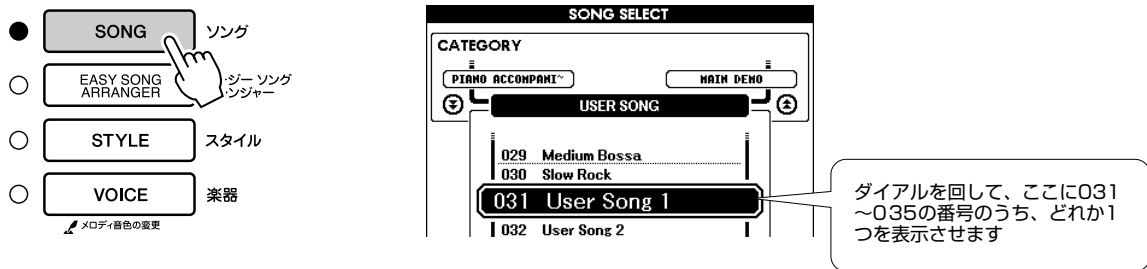 SONG
ソング
EASY SONG
ARRANGER
ジー ソング
ンジャー
STYLE
スタイル
VOICE
楽器
メロディ音色の変更
SONG SELECT
CATEGORY
PIANO ACCOMPANI~
MAIN DEMO
USER SONG
029 Medium Bossa
030 Slow Rock
031 User Song 1
032 User Song 2
ダイアルを回して、ここに031
～035の番号のうち、どれか1
つを表示させます